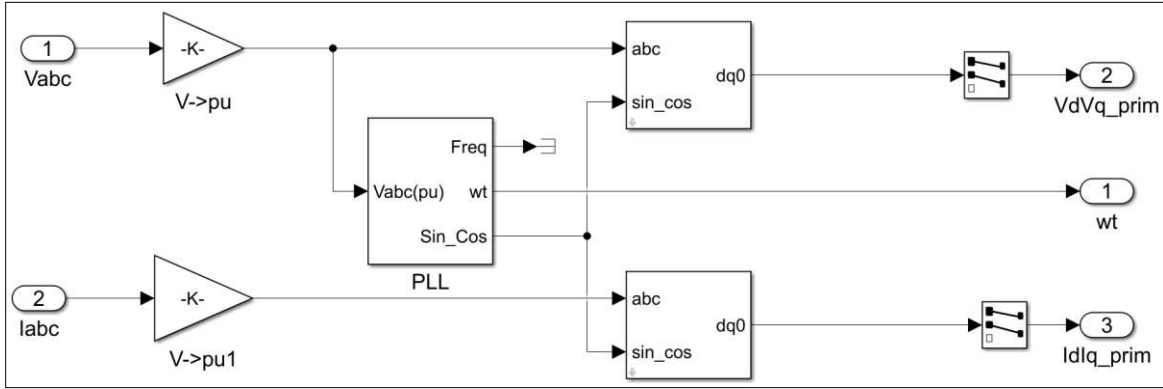 1
Vabc
-K-
V->pu
abc
sin_cos
dq0
2
VdVq_prim
Vabc(pu)
Freq
wt
Sin_Cos
PLL
1
wt
2
Iabc
-K-
V->pu1
abc
sin_cos
dq0
3
IdIq_prim